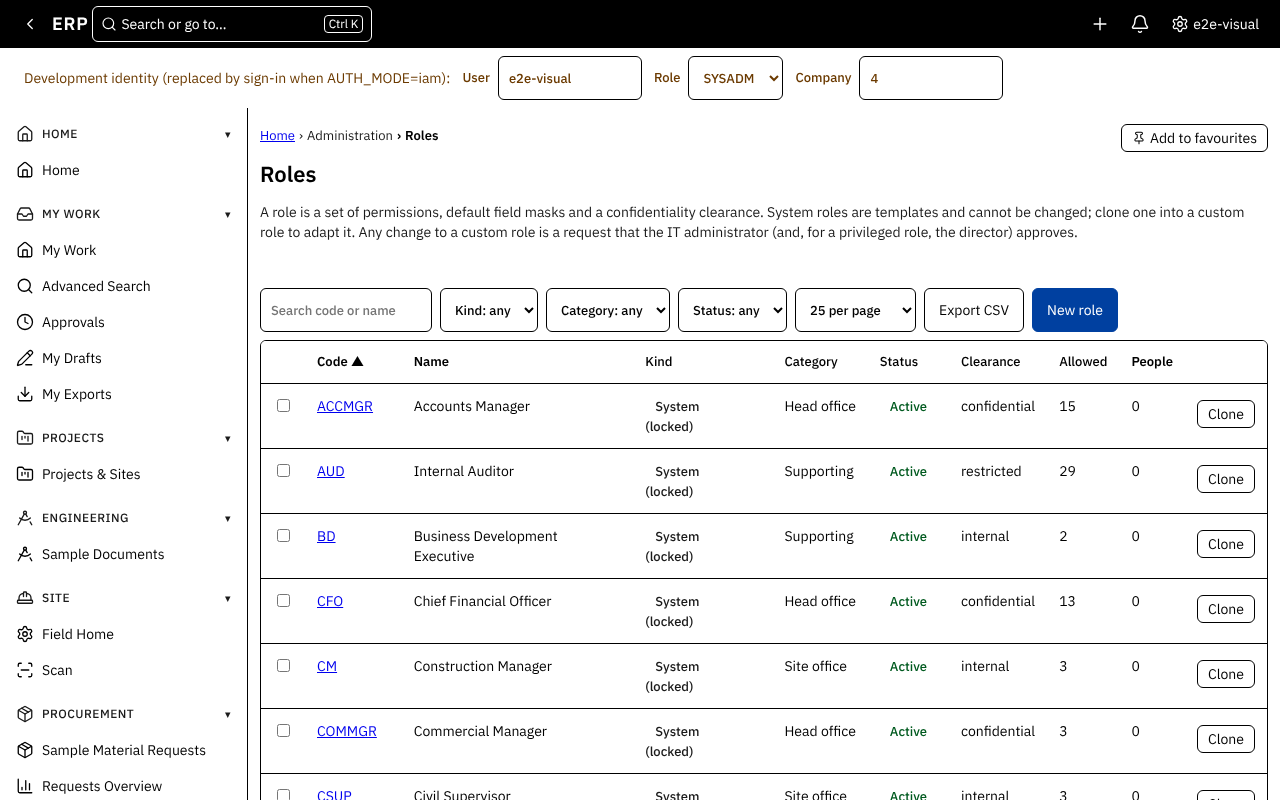 ERP
Search or go to...
Ctrl K
e2e-visual
Development identity (replaced by sign-in when AUTH_MODE=iam):
User
e2e-visual
Role
SYSADM
Company
4
HOME
Home
MY WORK
My Work
Advanced Search
Approvals
My Drafts
My Exports
PROJECTS
Projects & Sites
ENGINEERING
Sample Documents
SITE
Field Home
Scan
PROCUREMENT
Sample Material Requests
Requests Overview
Home › Administration › Roles
Add to favourites
Roles
A role is a set of permissions, default field masks and a confidentiality clearance. System roles are templates and cannot be changed; clone one into a custom
role to adapt it. Any change to a custom role is a request that the IT administrator (and, for a privileged role, the director) approves.
Search code or name
Kind: any
Category: any
Status: any
25 per page
Export CSV
New role
Code ▲ Name Kind Category Status Clearance Allowed People
ACCMGR Accounts Manager System (locked) Head office Active confidential 15 0 Clone
AUD Internal Auditor System (locked) Supporting Active restricted 29 0 Clone
BD Business Development Executive System (locked) Supporting Active internal 2 0 Clone
CFO Chief Financial Officer System (locked) Head office Active confidential 13 0 Clone
CM Construction Manager System (locked) Site office Active internal 3 0 Clone
COMMGR Commercial Manager System (locked) Head office Active confidential 3 0 Clone
CSUP Civil Supervisor System Site office Active internal 3 0